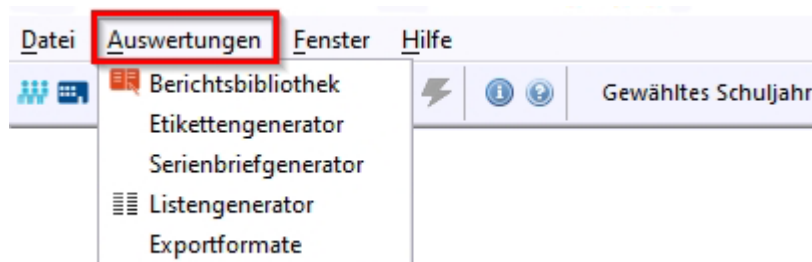 Datei Auswertungen Fenster Hilfe
Berichtsbibliothek
Gewähltes Schuljahr
Etikettengenerator
Serienbriefgenerator
Listengenerator
Exportformate